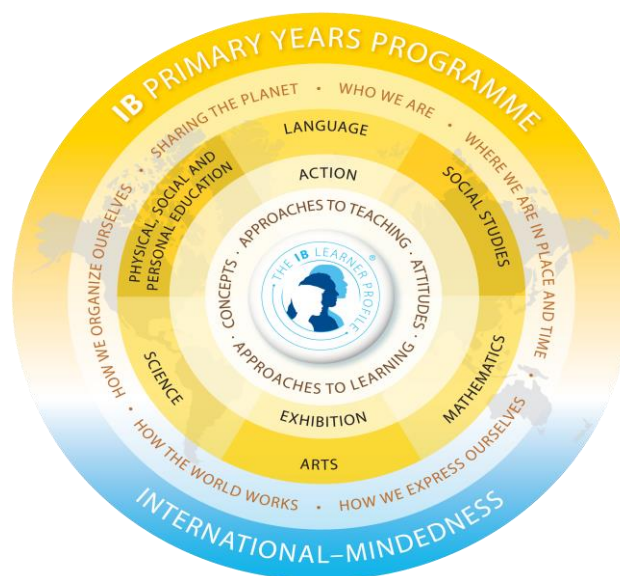 IB PRIMARY YEARS PROGRAMME
SHARING THE PLANET • WHO WE ARE • WHERE WE ARE IN PLACE AND TIME • HOW WE EXPRESS OURSELVES • HOW THE WORLD WORKS • HOW WE ORGANIZE OURSELVES •
LANGUAGE
SOCIAL STUDIES
MATHEMATICS
ARTS
SCIENCE
PHYSICAL, SOCIAL AND
PERSONAL EDUCATION
ACTION
EXHIBITION
APPROACHES TO TEACHING · ATTITUDES · APPROACHES TO LEARNING · CONCEPTS ·
• THE IB LEARNER PROFILE ®
INTERNATIONAL–MINDEDNESS